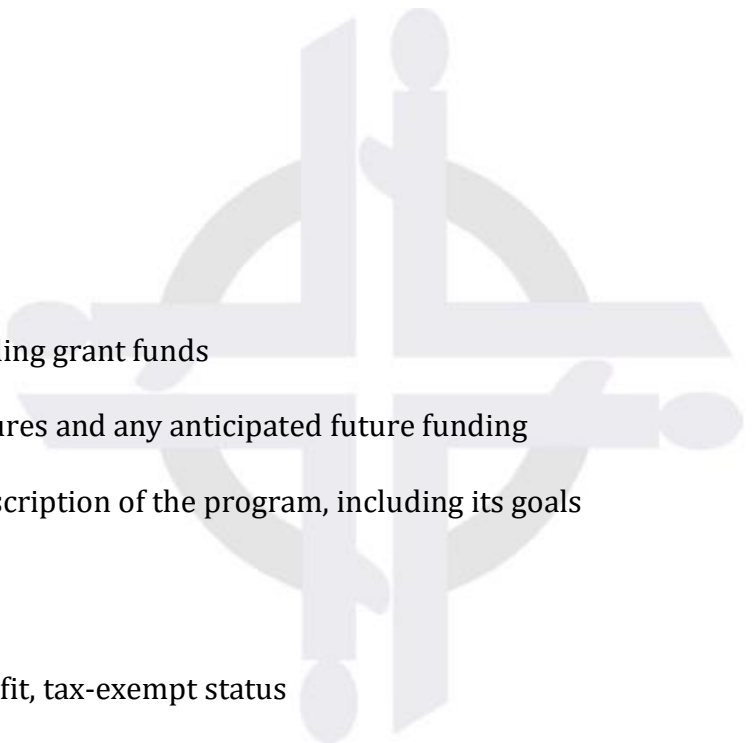 ling grant funds
ures and any anticipated future funding
scription of the program, including its goals
fit, tax-exempt status